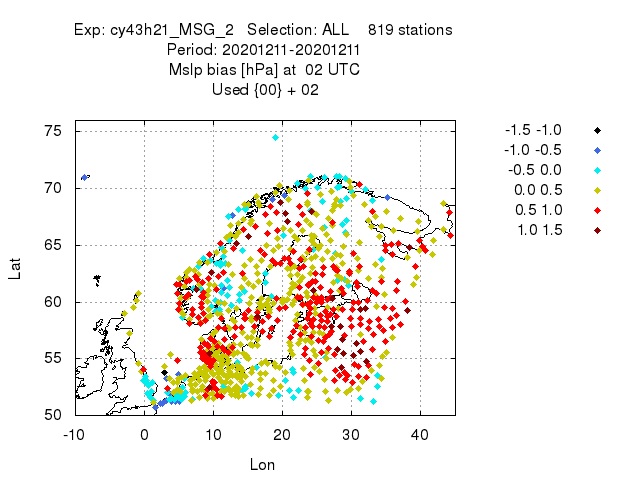 Exp: cy43h21_MSG_2   Selection: ALL    819 stations
Period: 20201211-20201211
Mslp bias [hPa] at  02 UTC
Used {00} + 02
75
70
65
60
55
50
Lat
-10 0 10 20 30 40
Lon
-1.5 -1.0
-1.0 -0.5
-0.5 0.0
0.0 0.5
0.5 1.0
1.0 1.5